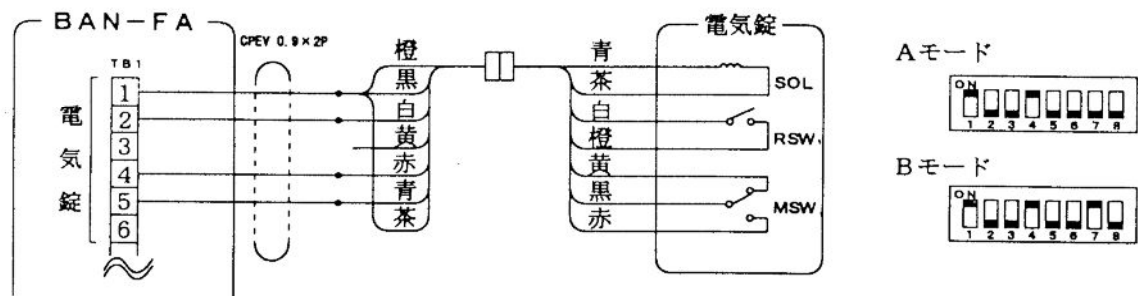 BAN-FA
CPEV 0.9×2P
TB1
電気錠
1
2
3
4
5
6
橙
黒
白
黄
赤
青
茶
青
茶
白
橙
黄
黒
赤
電気錠
SOL
RSW
MSW
Aモード
ON
1 2 3 4 5 6 7 8
Bモード
ON
1 2 3 4 5 6 7 8